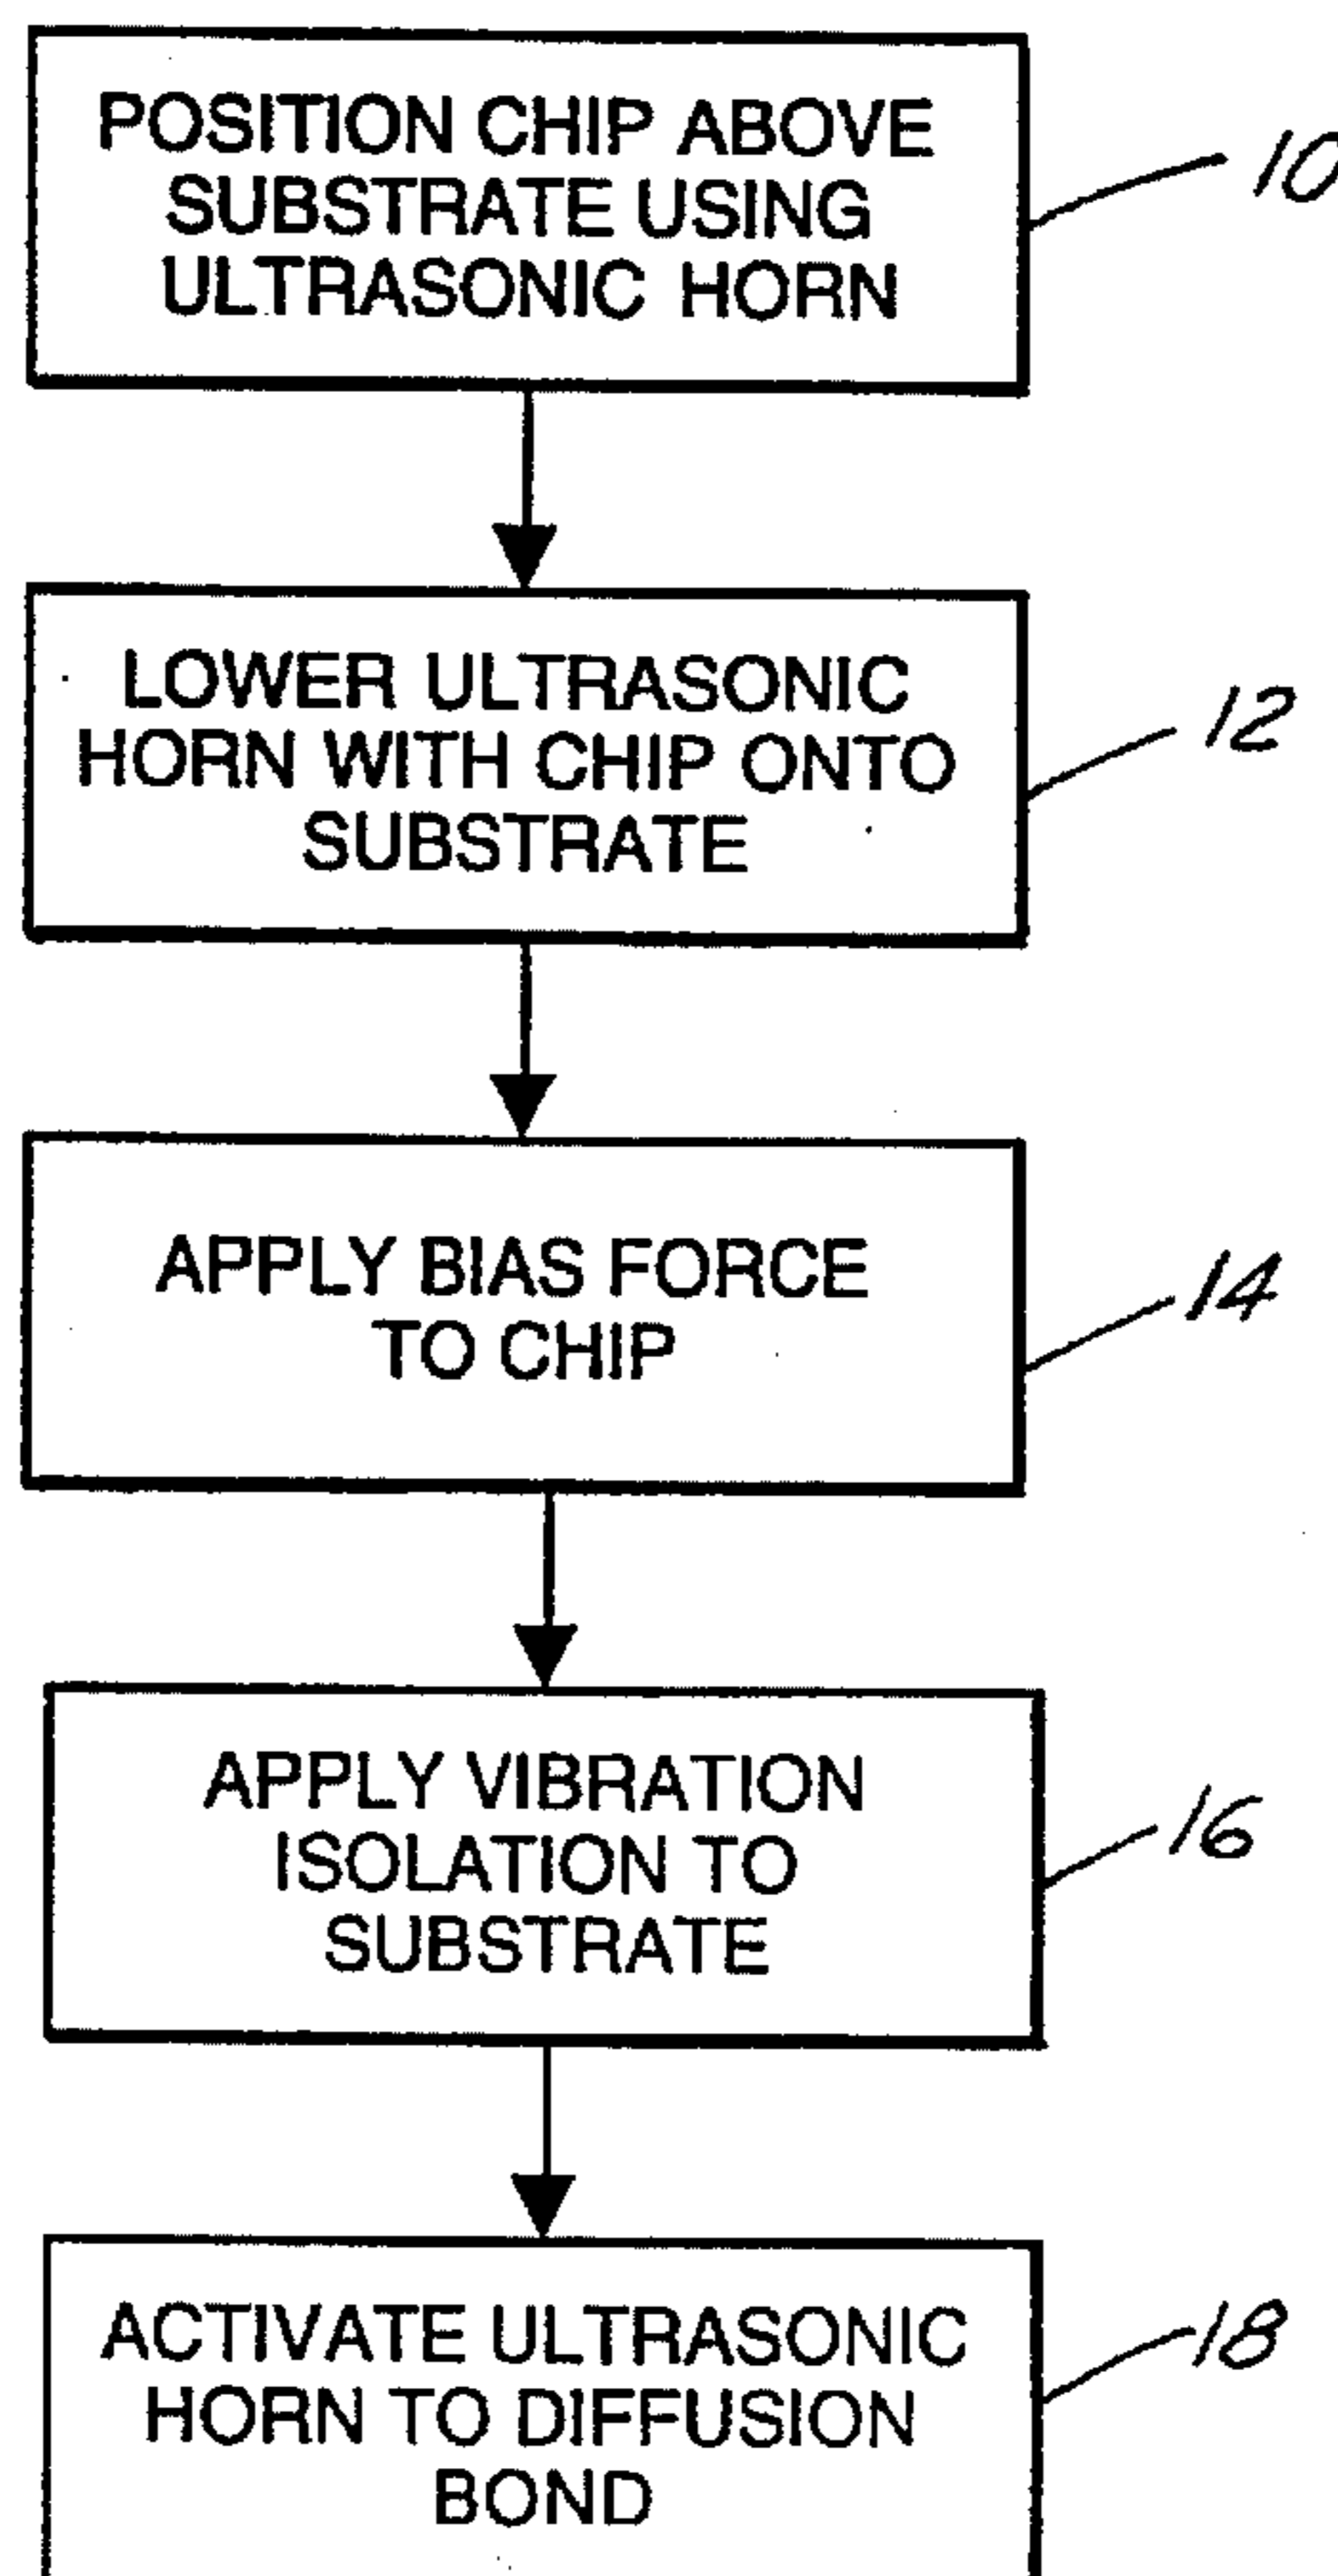 POSITION CHIP ABOVE
SUBSTRATE USING
ULTRASONIC HORN
10
LOWER ULTRASONIC
HORN WITH CHIP ONTO
SUBSTRATE
12
APPLY BIAS FORCE
TO CHIP
14
APPLY VIBRATION
ISOLATION TO
SUBSTRATE
16
ACTIVATE ULTRASONIC
HORN TO DIFFUSION
BOND
18